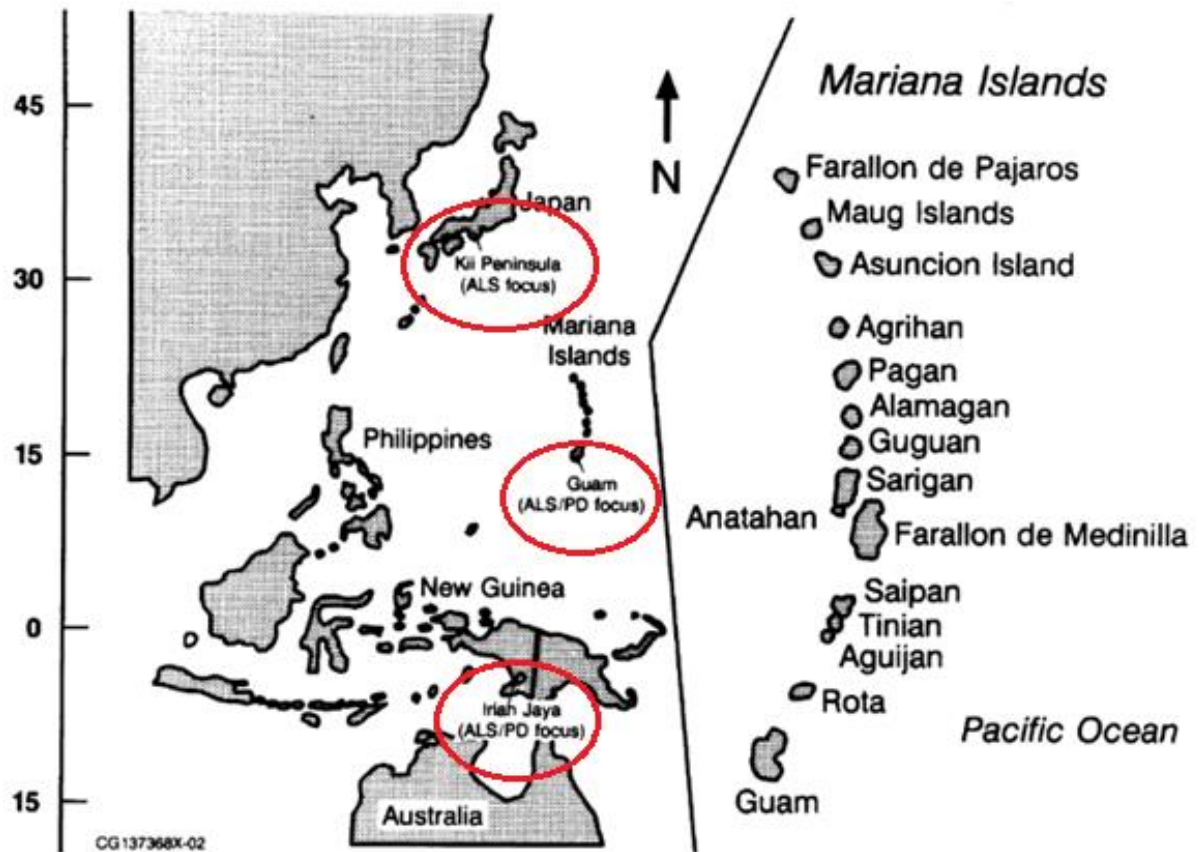 45
30
15
0
15
N
Japan
Kii Peninsula
(ALS focus)
Mariana
Islands
Philippines
Guam
(ALS/PD focus)
New Guinea
Iriah Jaya
(ALS/PD focus)
Australia
CG137368X-02
Mariana Islands
Farallon de Pajaros
Maug Islands
Asuncion Island
Agrihan
Pagan
Alamagan
Guguan
Sarigan
Anatahan
Farallon de Medinilla
Saipan
Tinian
Aguijan
Rota
Pacific Ocean
Guam